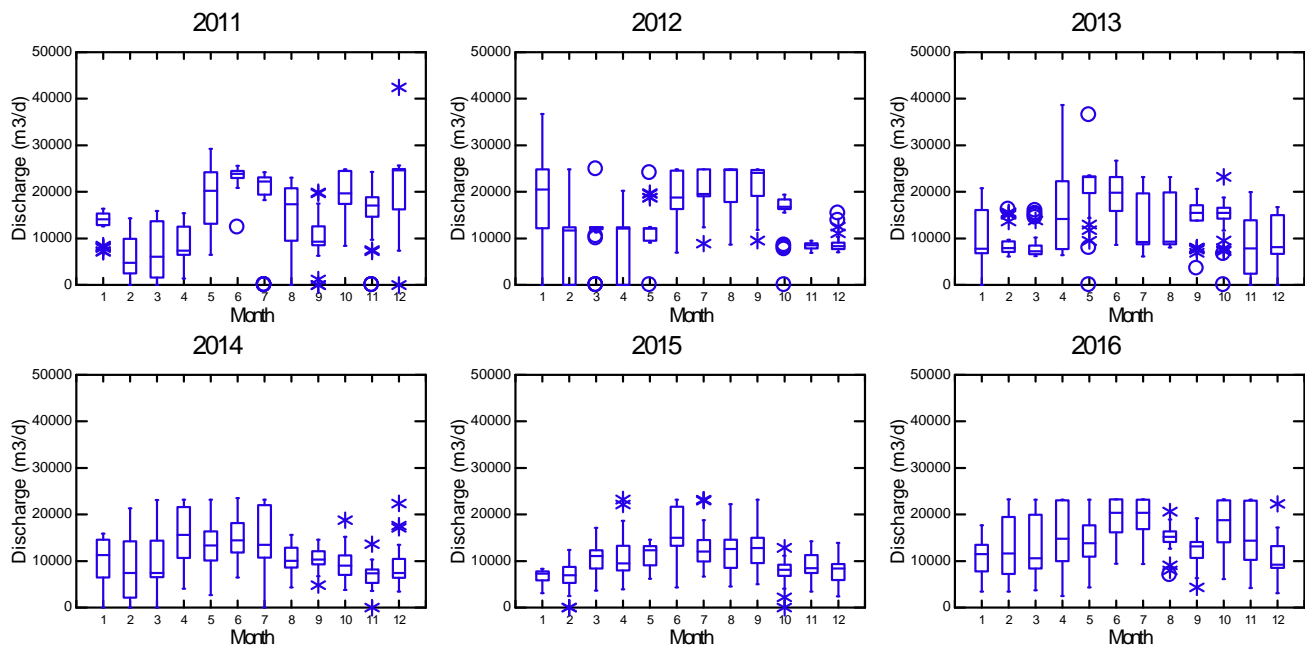 2011 2012 2013
50000 50000 50000
40000 40000 40000
30000 30000 30000
20000 20000 20000
10000 10000 10000
0 0 0
Discharge (m3/d) Discharge (m3/d) Discharge (m3/d)
1 2 3 4 5 6 7 8 9 10 11 12 1 2 3 4 5 6 7 8 9 10 11 12 1 2 3 4 5 6 7 8 9 10 11 12
Month Month Month
2014 2015 2016
50000 50000 50000
40000 40000 40000
30000 30000 30000
20000 20000 20000
10000 10000 10000
0 0 0
Discharge (m3/d) Discharge (m3/d) Discharge (m3/d)
1 2 3 4 5 6 7 8 9 10 11 12 1 2 3 4 5 6 7 8 9 10 11 12 1 2 3 4 5 6 7 8 9 10 11 12
Month Month Month